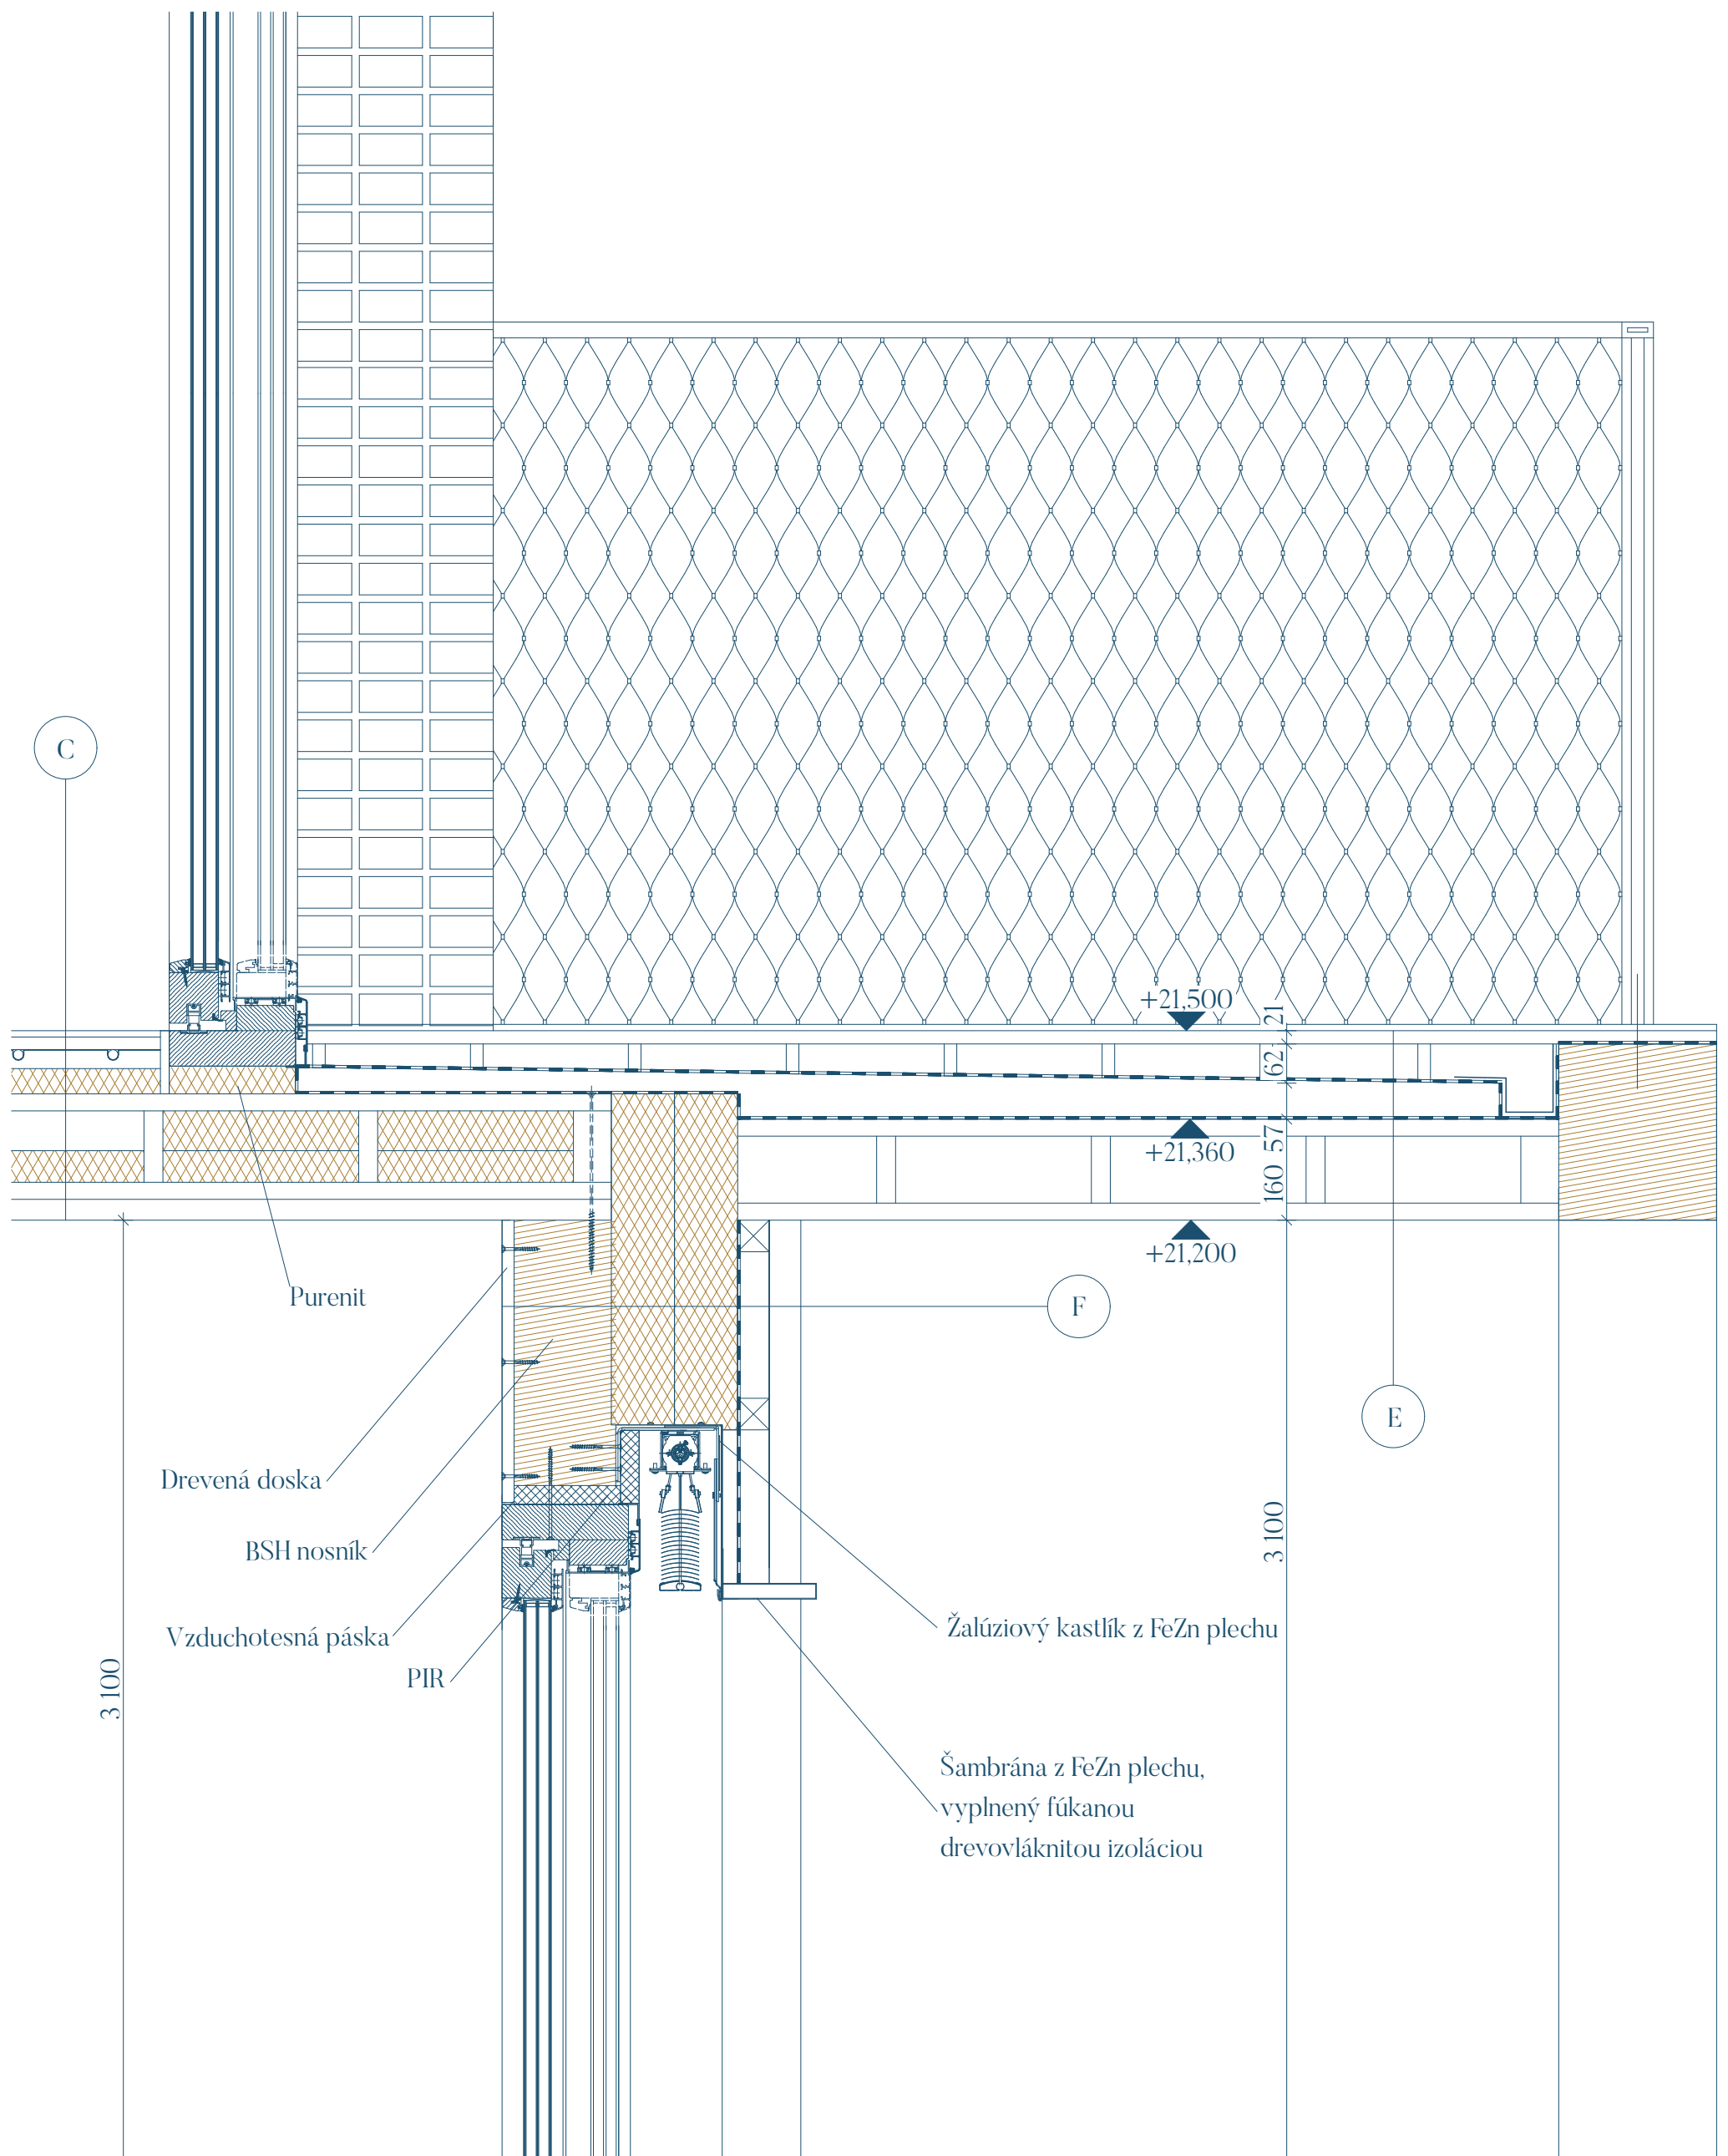 C
+21,500
21
62
57
+21,360
160
+21,200
Purenit
F
E
Drevená doska
BSH nosník
3 100
Vzduchotesná páska
Žalúziový kastlík z FeZn plechu
PIR
3 100
Šambrána z FeZn plechu,
vyplnený fúkanou
drevovláknitou izoláciou